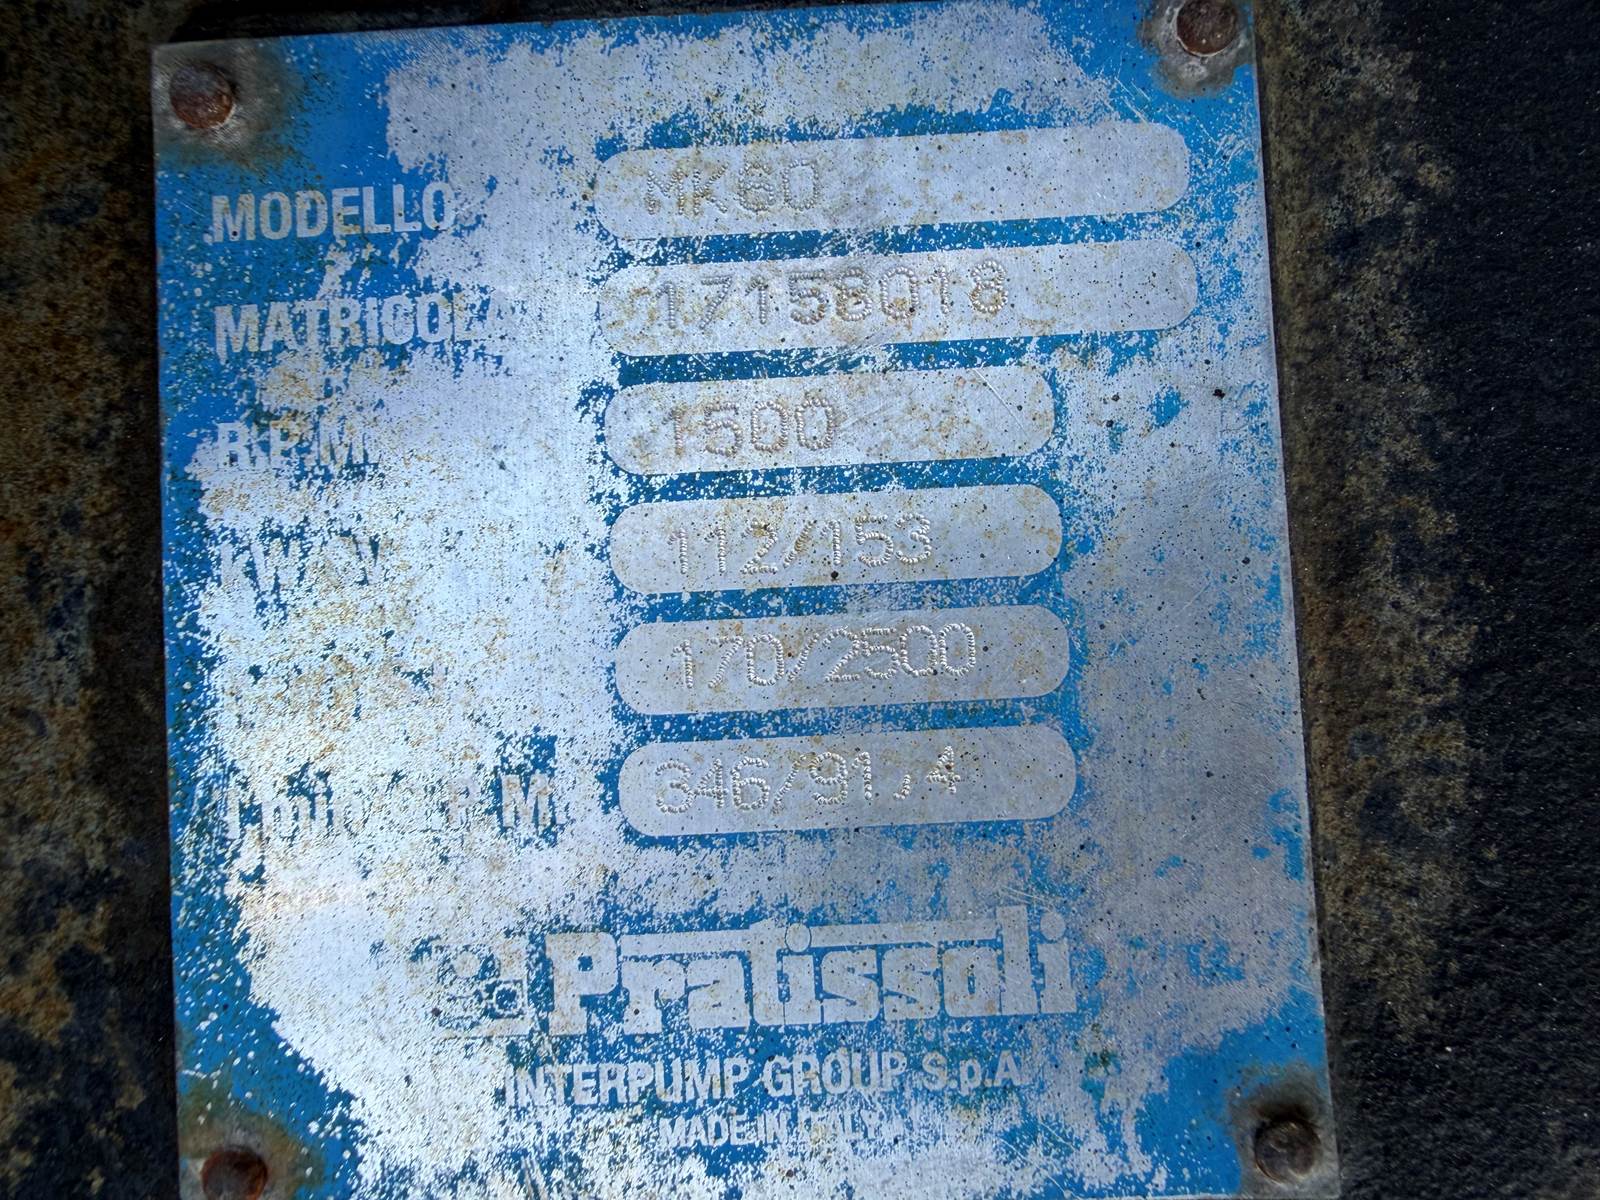 MODELLO MK60
MATRICOLA 17158018
R.P.M. 1500
112/153
170/2500
346/91,4
Pratissoli
INTERPUMP GROUP S.p.A.
MADE IN ITALY